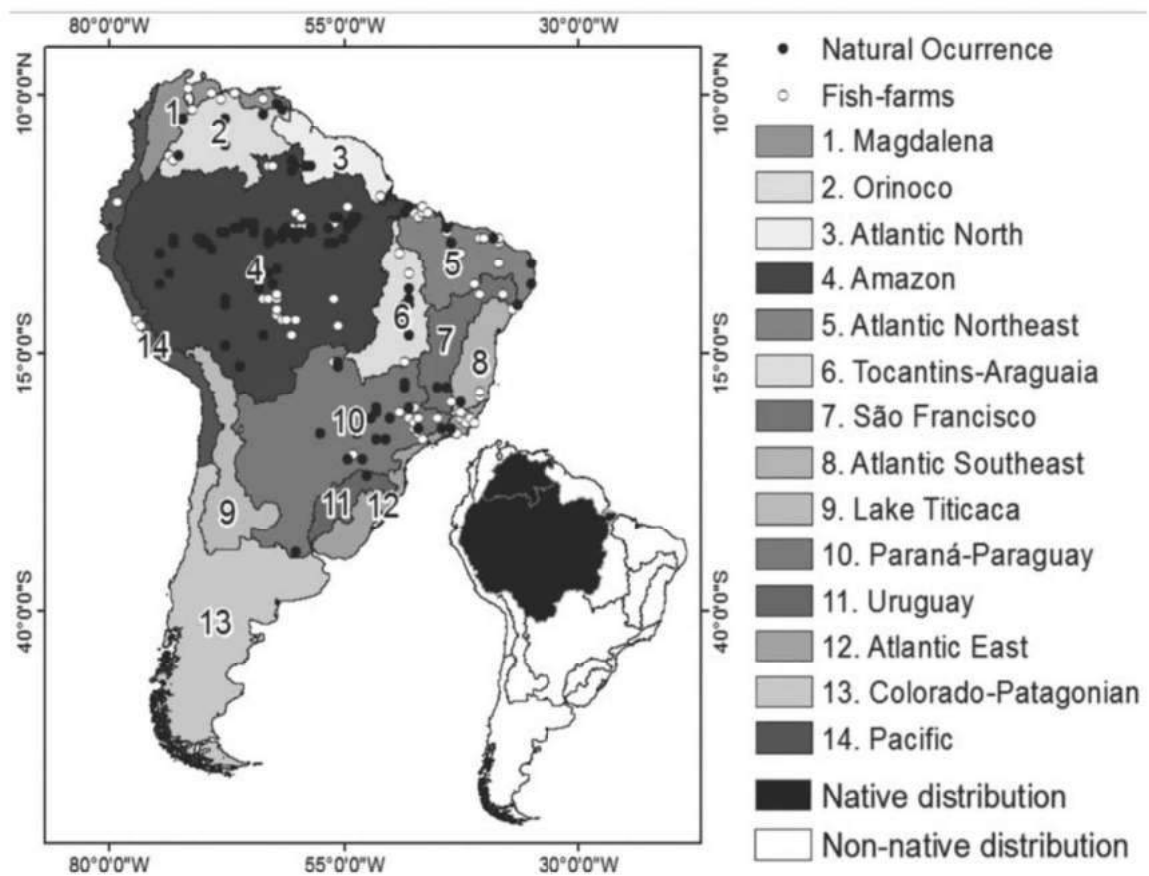 80°0'0"W 55°0'0"W 30°0'0"W
10°0'0"N
15°0'0"S
40°0'0"S
10°0'0"N
15°0'0"S
40°0'0"S
80°0'0"W 55°0'0"W 30°0'0"W
1
2
3
4
5
6
7
8
14
10
9
11
12
13
Natural Ocurrence
Fish-farms
1. Magdalena
2. Orinoco
3. Atlantic North
4. Amazon
5. Atlantic Northeast
6. Tocantins-Araguaia
7. São Francisco
8. Atlantic Southeast
9. Lake Titicaca
10. Paraná-Paraguay
11. Uruguay
12. Atlantic East
13. Colorado-Patagonian
14. Pacific
Native distribution
Non-native distribution